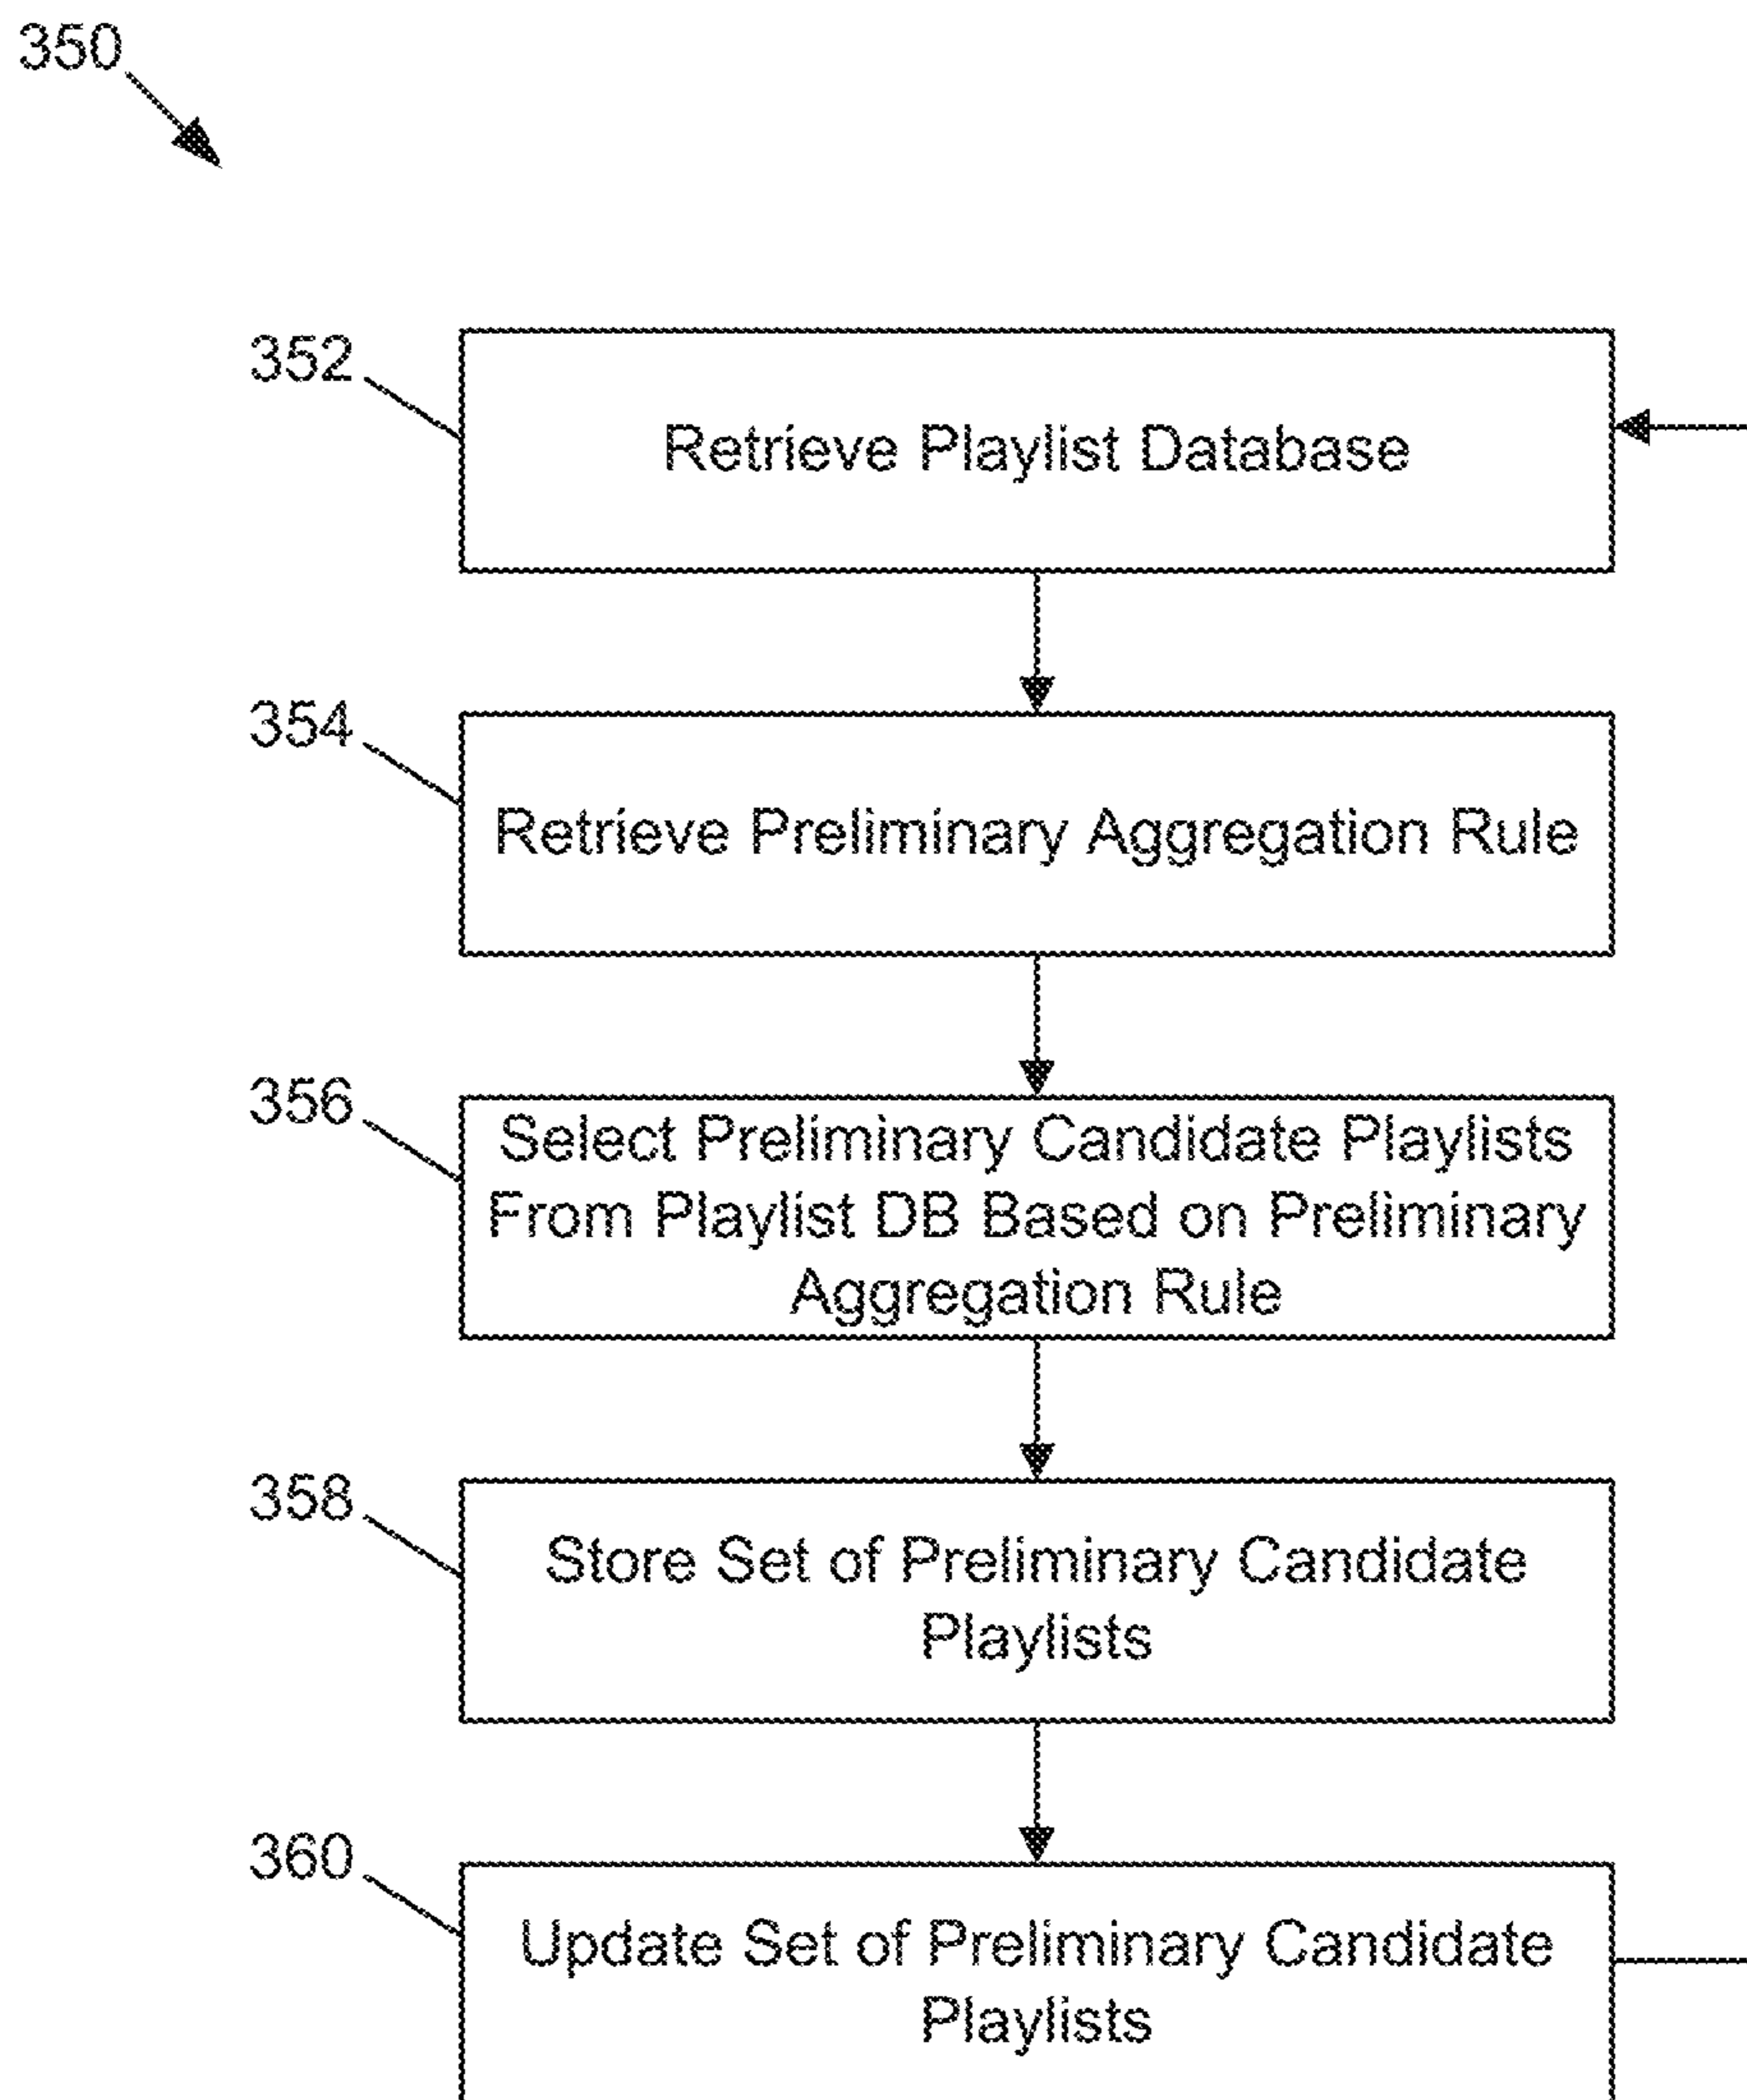 350
352
Retrieve Playlist Database
354
Retrieve Preliminary Aggregation Rule
356
Select Preliminary Candidate Playlists
From Playlist DB Based on Preliminary
Aggregation Rule
358
Store Set of Preliminary Candidate
Playlists
360
Update Set of Preliminary Candidate
Playlists